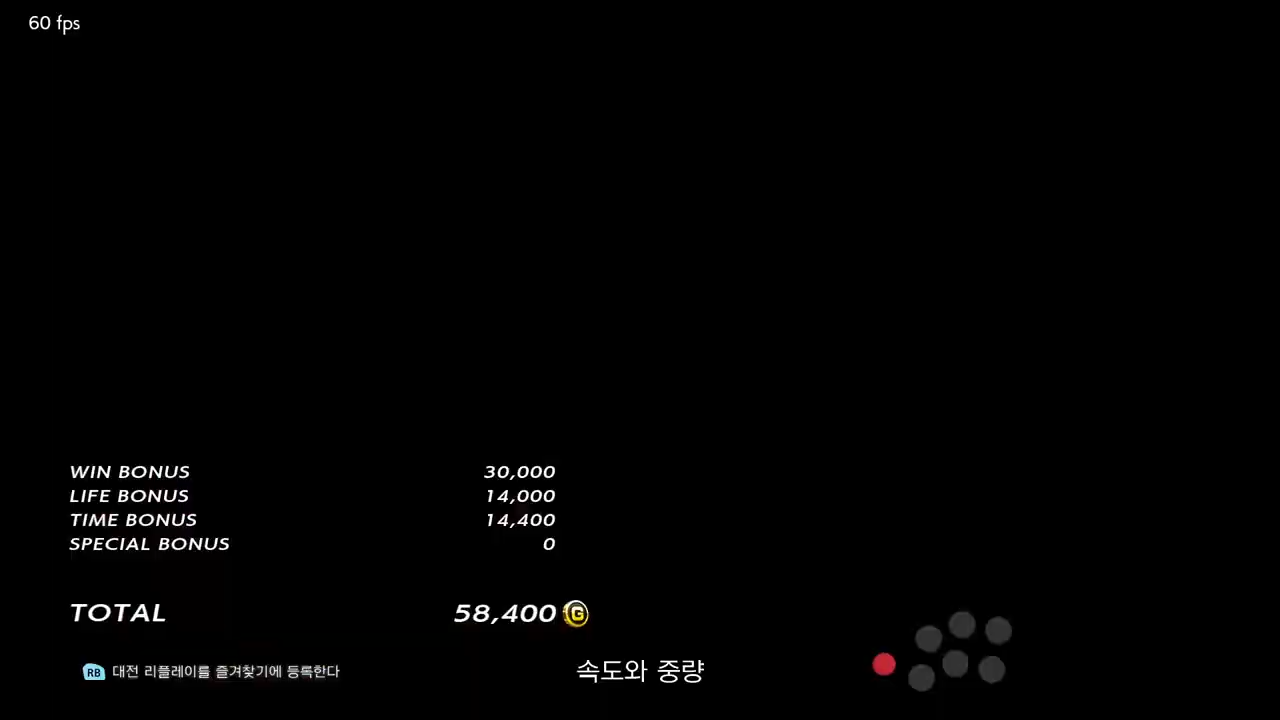 60 fps
WIN BONUS 30,000
LIFE BONUS 14,000
TIME BONUS 14,400
SPECIAL BONUS 0
TOTAL 58,400 G
RB 대전 리플레이를 즐겨찾기에 등록한다
속도와 중량